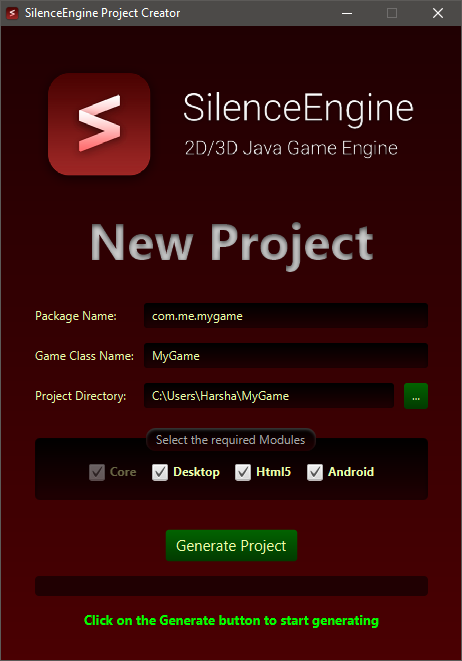 SilenceEngine Project Creator
SilenceEngine
2D/3D Java Game Engine
New Project
Package Name: com.me.mygame
Game Class Name: MyGame
Project Directory: C:\Users\Harsha\MyGame ...
Select the required Modules
Core Desktop Html5 Android
Generate Project
Click on the Generate button to start generating